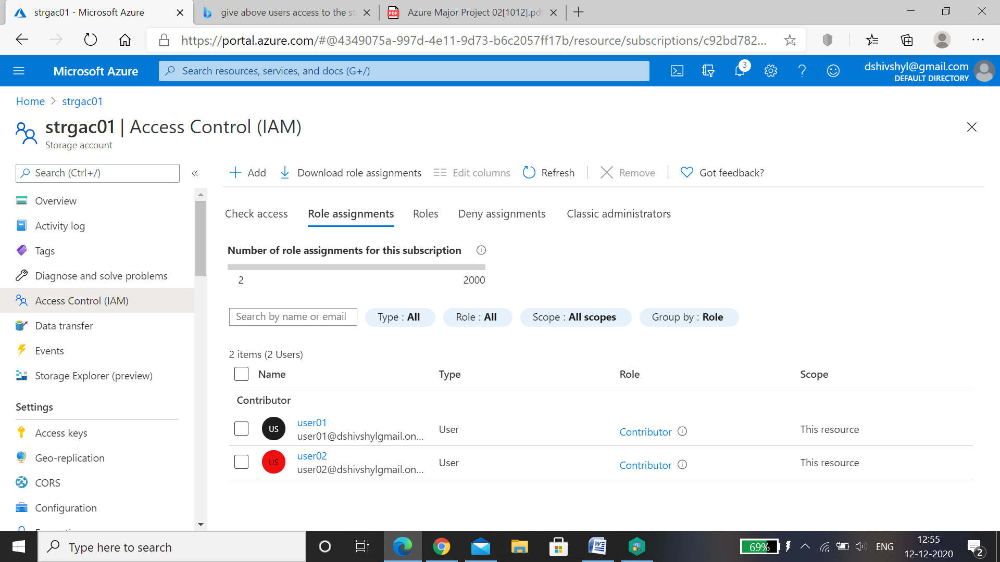 strgac01 - Microsoft Azure
give above users access to the st
PDF
Azure Major Project 02[1012].pd
https://portal.azure.com/#@4349075a-997d-4e11-9d73-b6c2057ff17b/resource/subscriptions/c92bd782...
Microsoft Azure
Search resources, services, and docs (G+/)
3
dshivshyl@gmail.com
DEFAULT DIRECTORY
Home > strgac01
strgac01 | Access Control (IAM)
Storage account
Search (Ctrl+/)
«
Add
Download role assignments
Edit columns
Refresh
Remove
Got feedback?
Overview
Activity log
Tags
Diagnose and solve problems
Access Control (IAM)
Data transfer
Events
Storage Explorer (preview)
Settings
Access keys
Geo-replication
CORS
Configuration
Check access
Role assignments
Roles
Deny assignments
Classic administrators
Number of role assignments for this subscription
2
2000
Search by name or email
Type : All
Role : All
Scope : All scopes
Group by : Role
2 items (2 Users)
Name Type Role Scope
Contributor
US
user01
user01@dshivshylgmail.on...
User
Contributor
This resource
US
user02
user02@dshivshylgmail.on...
User
Contributor
This resource
Type here to search
69%
ENG
12:55
12-12-2020
2